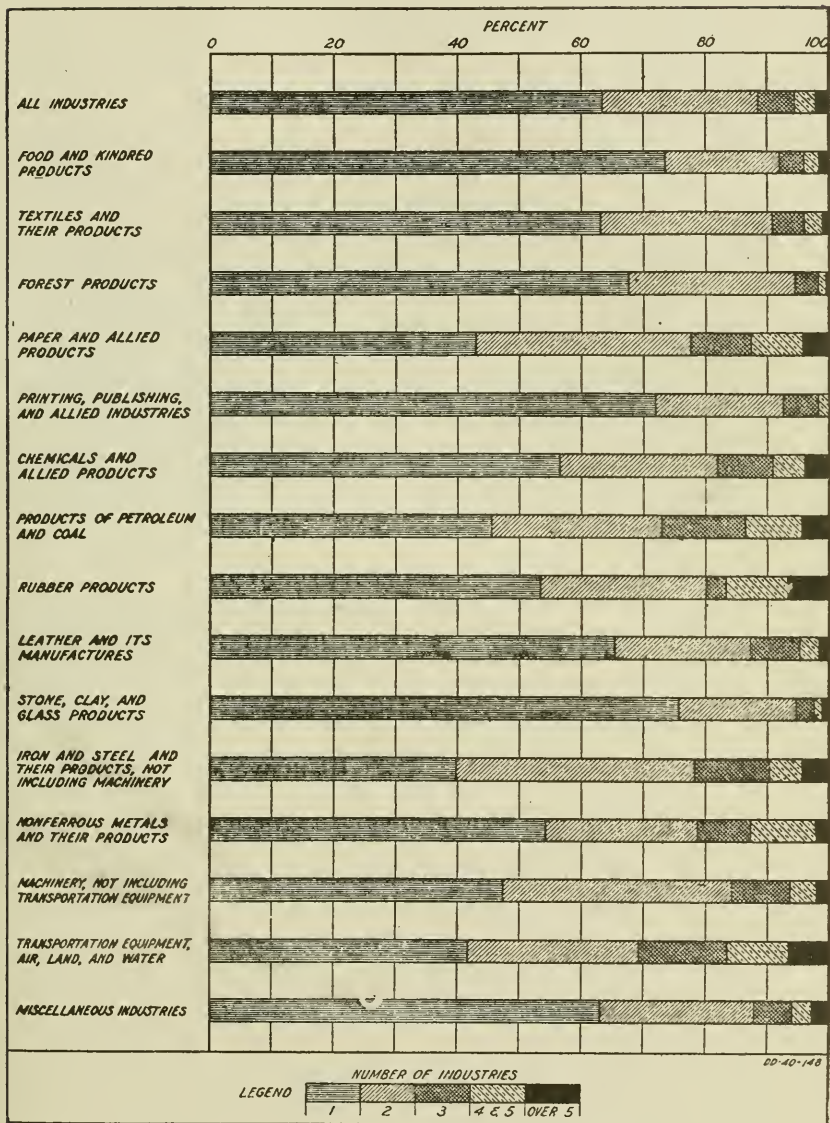 PERCENT
0 20 40 60 80 100
ALL INDUSTRIES
FOOD AND KINDRED
PRODUCTS
TEXTILES AND
THEIR PRODUCTS
FOREST PRODUCTS
PAPER AND ALLIED
PRODUCTS
PRINTING, PUBLISHING,
AND ALLIED INDUSTRIES
CHEMICALS AND
ALLIED PRODUCTS
PRODUCTS OF PETROLEUM
AND COAL
RUBBER PRODUCTS
LEATHER AND ITS
MANUFACTURES
STONE, CLAY, AND
GLASS PRODUCTS
IRON AND STEEL AND
THEIR PRODUCTS, NOT
INCLUDING MACHINERY
NONFERROUS METALS
AND THEIR PRODUCTS
MACHINERY, NOT INCLUDING
TRANSPORTATION EQUIPMENT
TRANSPORTATION EQUIPMENT,
AIR, LAND, AND WATER
MISCELLANEOUS INDUSTRIES
DD-40-148
NUMBER OF INDUSTRIES
LEGEND
1 2 3 4 & 5 OVER 5